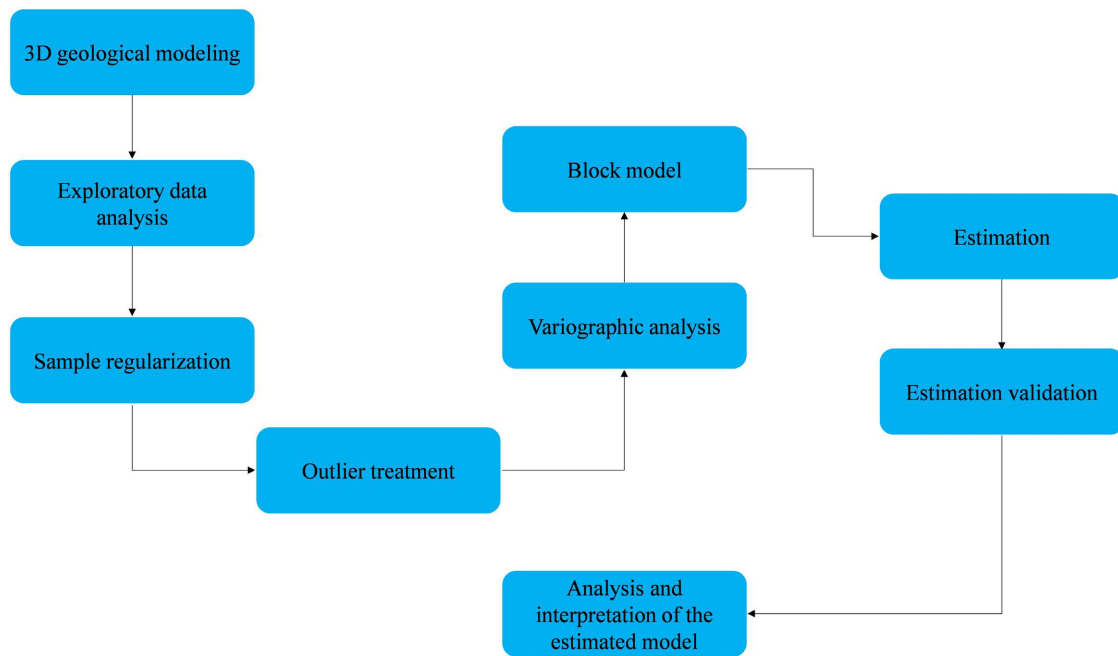 3D geological modeling
Exploratory data
analysis
Sample regularization
Outlier treatment
Variographic analysis
Block model
Estimation
Estimation validation
Analysis and
interpretation of the
estimated model